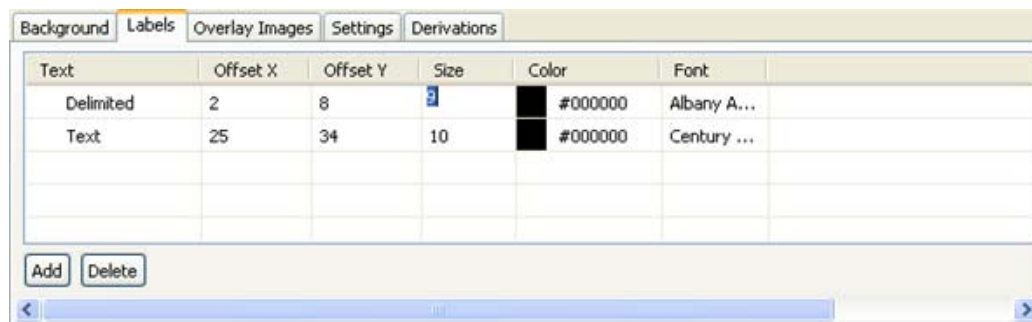 Background Labels Overlay Images Settings Derivations
Text Offset X Offset Y Size Color Font
Delimited 2 8 9 #000000 Albany A...
Text 25 34 10 #000000 Century ...
Add Delete